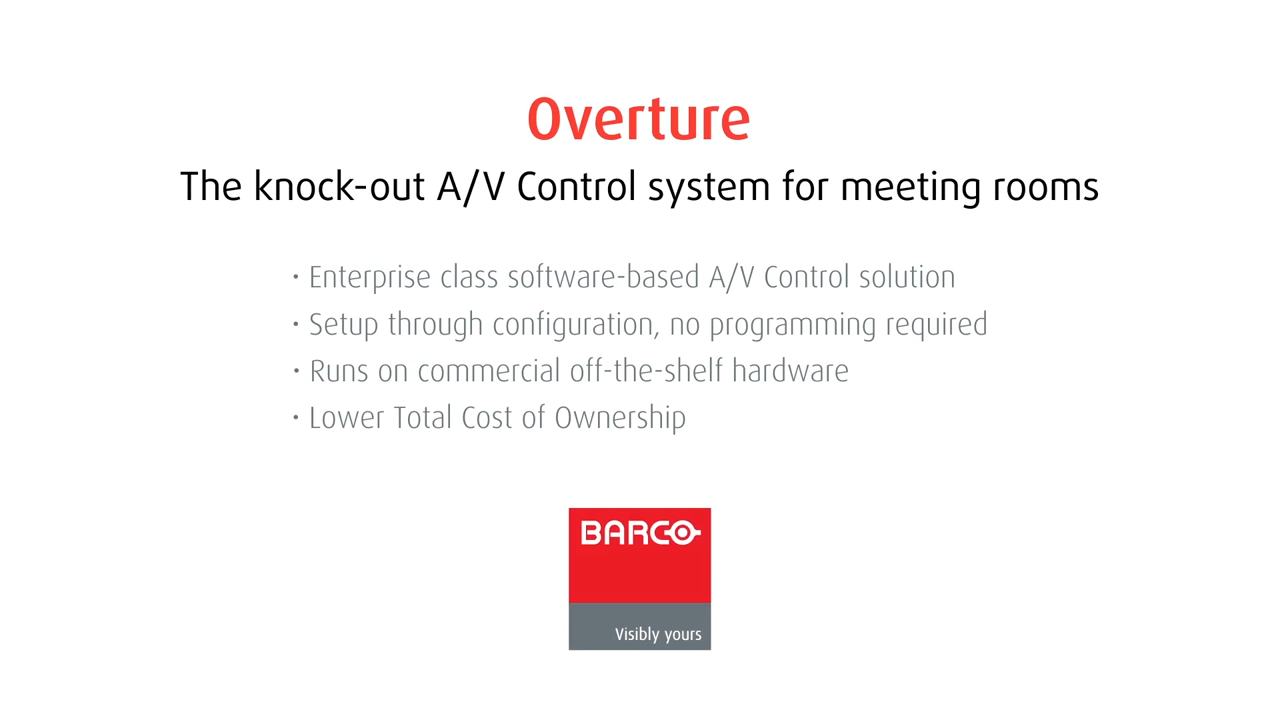 Overture
The knock-out A/V Control system for meeting rooms
• Enterprise class software-based A/V Control solution
• Setup through configuration, no programming required
• Runs on commercial off-the-shelf hardware
• Lower Total Cost of Ownership
BARCO
Visibly yours